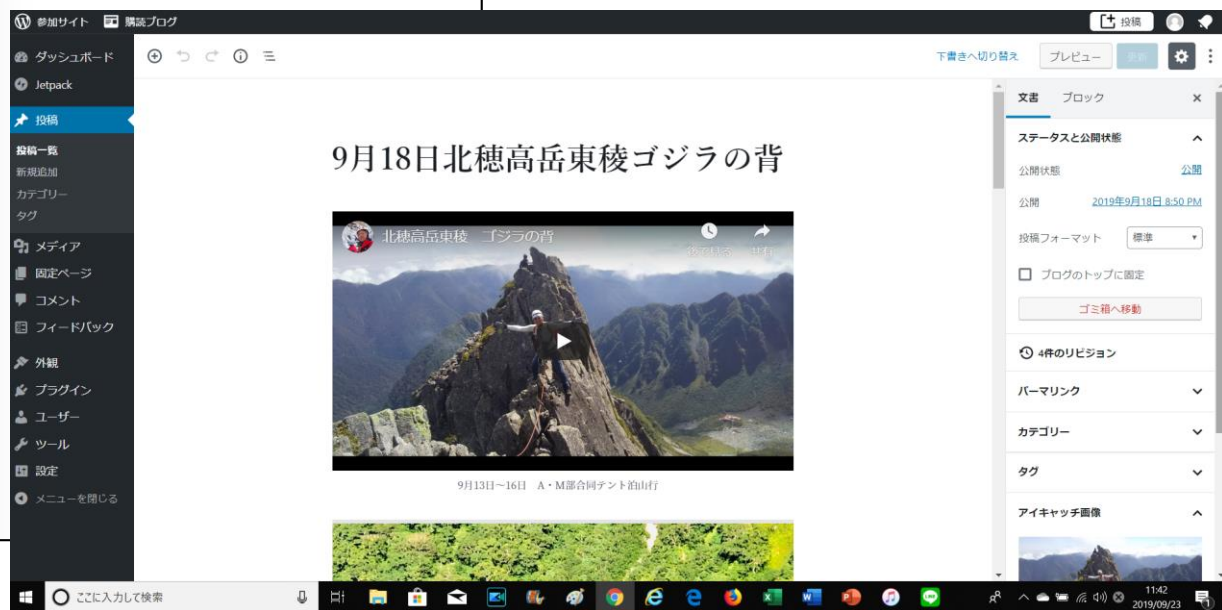 参加サイト
購読ブログ
投稿
ダッシュボード
Jetpack
投稿
投稿一覧
新規追加
カテゴリー
タグ
メディア
固定ページ
コメント
フィードバック
外観
プラグイン
ユーザー
ツール
設定
メニューを閉じる
下書きへ切り替え
プレビュー
更新
9月18日北穂高岳東稜ゴジラの背
北穂高岳東稜　ゴジラの背
後で見る
共有
9月13日～16日　A・M部合同テント泊山行
文書
ブロック
ステータスと公開状態
公開状態
公開
公開
2019年9月18日 8:50 PM
投稿フォーマット
標準
ブログのトップに固定
ゴミ箱へ移動
4件のリビジョン
パーマリンク
カテゴリー
タグ
アイキャッチ画像
ここに入力して検索
11:42
2019/09/23